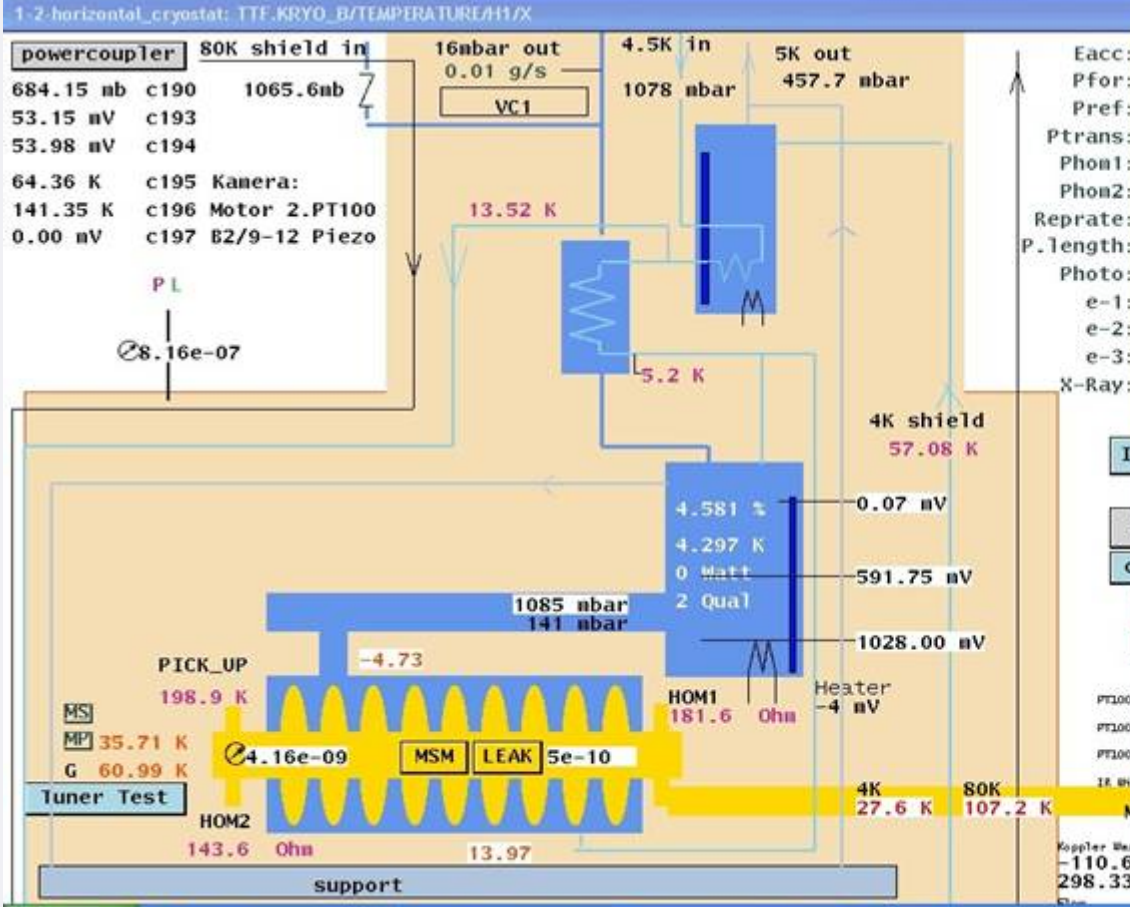 1-2-horizontal_cryostat: TTF.KRYO_B/TEMPERATURE/H1/X
powercoupler
80K shield in
16mbar out
4.5K in
5K out
Eacc:
684.15 mb c190
1065.6mb
0.01 g/s
1078 mbar
457.7 mbar
Pfor:
53.15 mV c193
VC1
Pref:
53.98 mV c194
Ptrans:
64.36 K c195 Kamera:
Phom1:
141.35 K c196 Motor 2.PT100
13.52 K
Phom2:
0.00 mV c197 B2/9-12 Piezo
Reprate:
P.length:
P L
Photo:
e-1:
e-2:
8.16e-07
e-3:
5.2 K
X-Ray:
4K shield
57.08 K
4.581 %
0.07 mV
4.297 K
0 Watt
591.75 mV
2 Qual
1085 mbar
141 mbar
1028.00 mV
PICK_UP
-4.73
198.9 K
HOM1
Heater
181.6 Ohm
-4 mV
MS
MP 35.71 K
4.16e-09
MSM
LEAK
5e-10
G 60.99 K
Tuner Test
4K
80K
27.6 K
107.2 K
HOM2
143.6 Ohm
13.97
support
PT100
PT100
PT100
-110.6
298.33